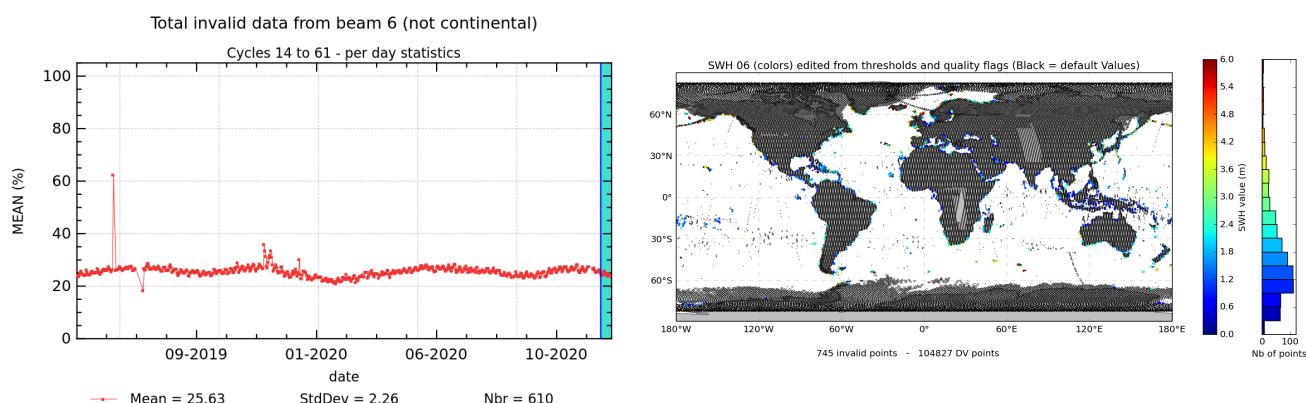 Total invalid data from beam 6 (not continental)
Cycles 14 to 61 - per day statistics
100
80
60
40
20
0
MEAN (%)
09-2019 01-2020 06-2020 10-2020
date
Mean = 25.63 StdDev = 2.26 Nbr = 610
SWH 06 (colors) edited from thresholds and quality flags (Black = default Values)
60°N
30°N
0°
30°S
60°S
180°W 120°W 60°W 0° 60°E 120°E 180°E
745 invalid points - 104827 DV points
6.0
5.4
4.8
4.2
3.6
3.0
2.4
1.8
1.2
0.6
0.0
SWH value (m)
0 100
Nb of points